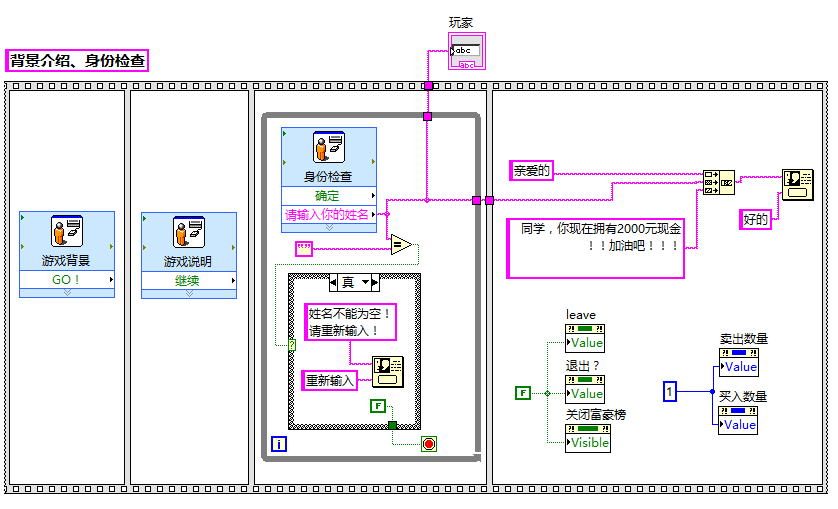 玩家
abc
abc
背景介绍、身份检查
身份检查
确定
请输入你的姓名
""
=
游戏背景
GO！
游戏说明
继续
真
姓名不能为空！
请重新输入！
重新输入
F
?
i
亲爱的
同学，你现在拥有2000元现金
！！加油吧！！！
好的
leave
Value
退出？
Value
关闭富豪榜
Visible
F
1
卖出数量
Value
买入数量
Value